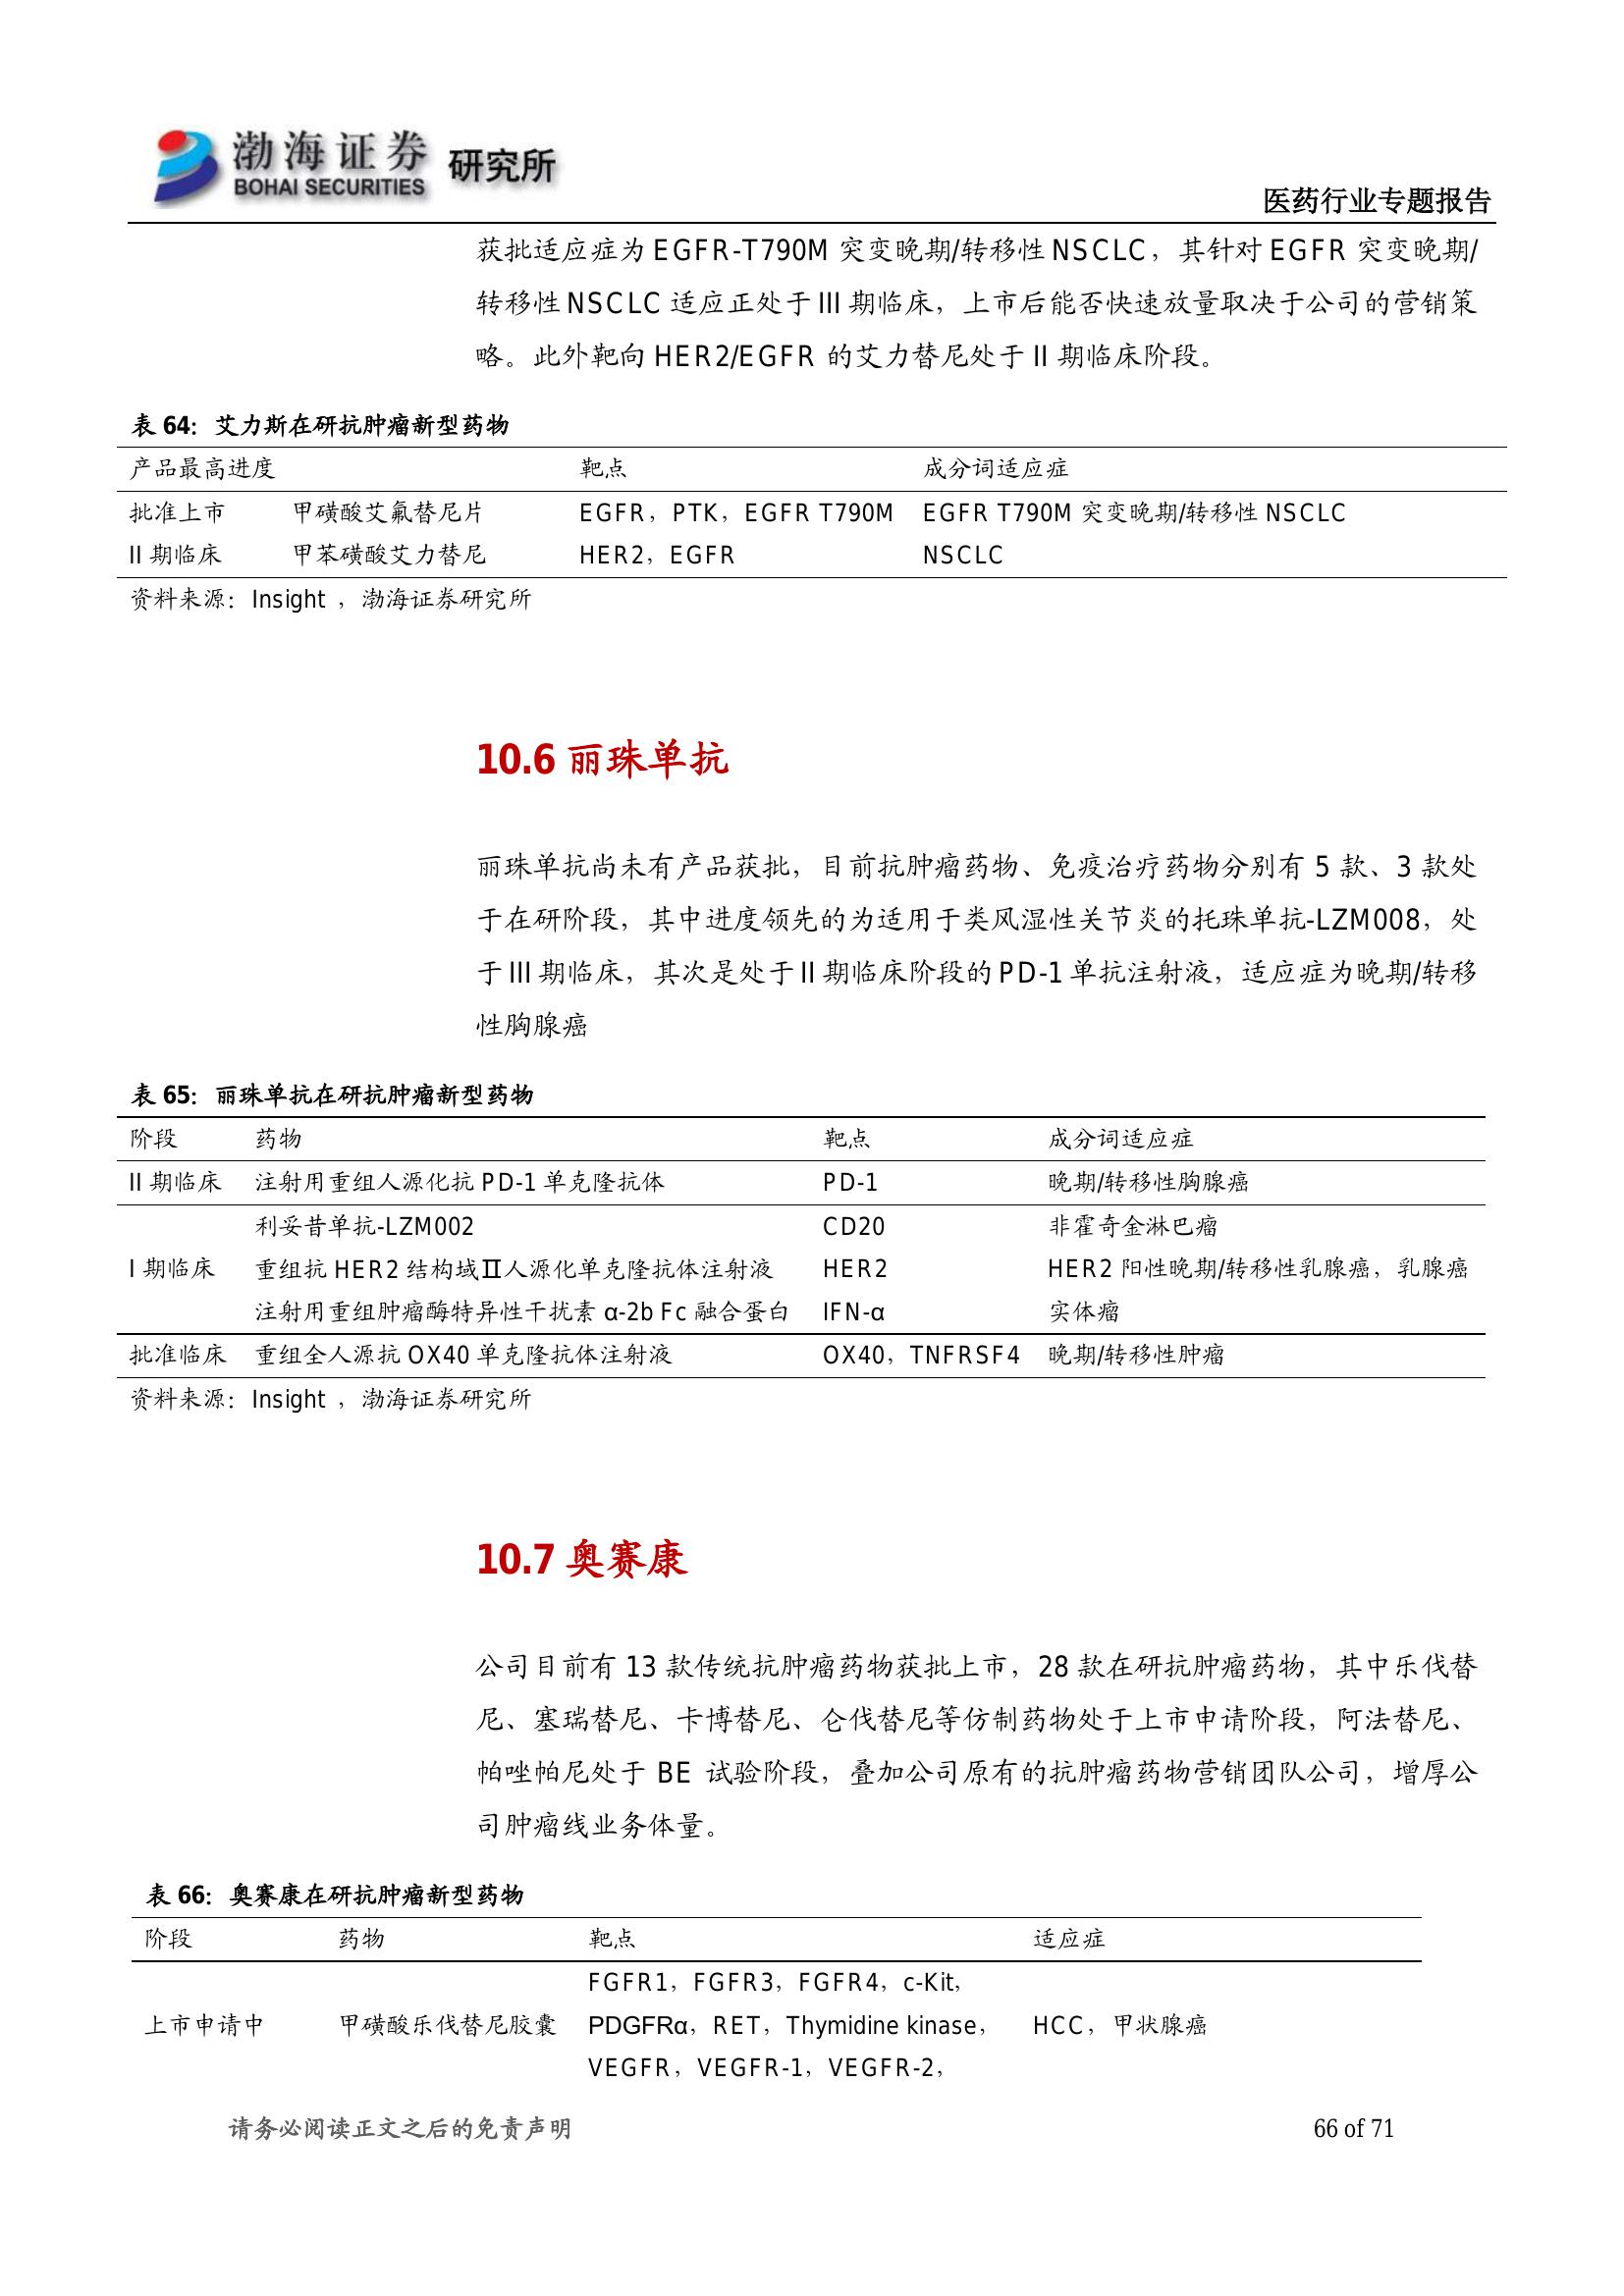 渤海证券 研究所
BOHAI SECURITIES
医药行业专题报告
获批适应症为 EGFR-T790M 突变晚期/转移性 NSCLC，其针对 EGFR 突变晚期/
转移性 NSCLC 适应正处于 III 期临床，上市后能否快速放量取决于公司的营销策
略。此外靶向 HER2/EGFR 的艾力替尼处于 II 期临床阶段。
表 64：艾力斯在研抗肿瘤新型药物
产品最高进度 靶点 成分词适应症
批准上市 甲磺酸艾氟替尼片 EGFR，PTK，EGFR T790M EGFR T790M 突变晚期/转移性 NSCLC
II 期临床 甲苯磺酸艾力替尼 HER2，EGFR NSCLC
资料来源：Insight ，渤海证券研究所
10.6 丽珠单抗
丽珠单抗尚未有产品获批，目前抗肿瘤药物、免疫治疗药物分别有 5 款、3 款处
于在研阶段，其中进度领先的为适用于类风湿性关节炎的托珠单抗-LZM008，处
于 III 期临床，其次是处于 II 期临床阶段的 PD-1 单抗注射液，适应症为晚期/转移
性胸腺癌
表 65：丽珠单抗在研抗肿瘤新型药物
阶段 药物 靶点 成分词适应症
II 期临床 注射用重组人源化抗 PD-1 单克隆抗体 PD-1 晚期/转移性胸腺癌
利妥昔单抗-LZM002 CD20 非霍奇金淋巴瘤
I 期临床 重组抗 HER2 结构域Ⅱ人源化单克隆抗体注射液 HER2 HER2 阳性晚期/转移性乳腺癌，乳腺癌
注射用重组肿瘤酶特异性干扰素 α-2b Fc 融合蛋白 IFN-α 实体瘤
批准临床 重组全人源抗 OX40 单克隆抗体注射液 OX40，TNFRSF4 晚期/转移性肿瘤
资料来源：Insight ，渤海证券研究所
10.7 奥赛康
公司目前有 13 款传统抗肿瘤药物获批上市，28 款在研抗肿瘤药物，其中乐伐替
尼、塞瑞替尼、卡博替尼、仑伐替尼等仿制药物处于上市申请阶段，阿法替尼、
帕唑帕尼处于 BE 试验阶段，叠加公司原有的抗肿瘤药物营销团队公司，增厚公
司肿瘤线业务体量。
表 66：奥赛康在研抗肿瘤新型药物
阶段 药物 靶点 适应症
FGFR1，FGFR3，FGFR4，c-Kit，
上市申请中 甲磺酸乐伐替尼胶囊 PDGFRα，RET，Thymidine kinase， HCC，甲状腺癌
VEGFR，VEGFR-1，VEGFR-2，
请务必阅读正文之后的免责声明 66 of 71